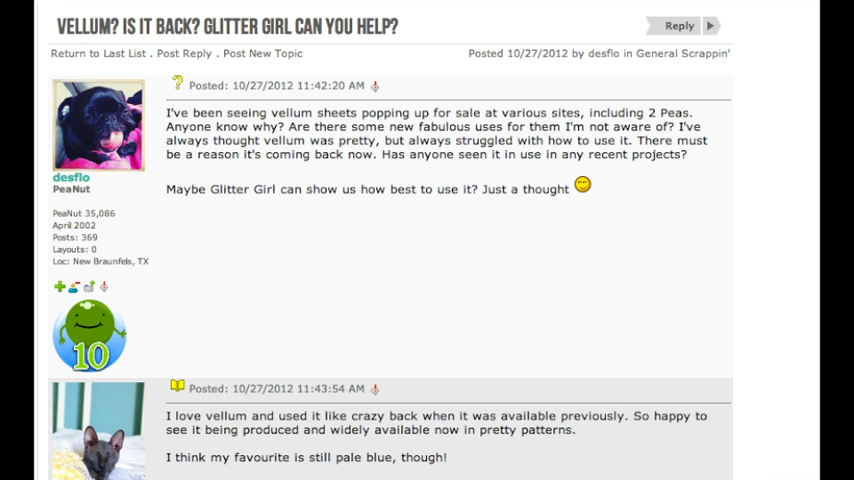 VELLUM? IS IT BACK? GLITTER GIRL CAN YOU HELP?
Reply
Return to Last List . Post Reply . Post New Topic
Posted 10/27/2012 by desflo in General Scrappin'
Posted: 10/27/2012 11:42:20 AM
I've been seeing vellum sheets popping up for sale at various sites, including 2 Peas.
Anyone know why? Are there some new fabulous uses for them I'm not aware of? I've
always thought vellum was pretty, but always struggled with how to use it. There must
be a reason it's coming back now. Has anyone seen it in use in any recent projects?
Maybe Glitter Girl can show us how best to use it? Just a thought
desflo
PeaNut
PeaNut 35,086
April 2002
Posts: 369
Layouts: 0
Loc: New Braunfels, TX
10
Posted: 10/27/2012 11:43:54 AM
I love vellum and used it like crazy back when it was available previously. So happy to
see it being produced and widely available now in pretty patterns.
I think my favourite is still pale blue, though!